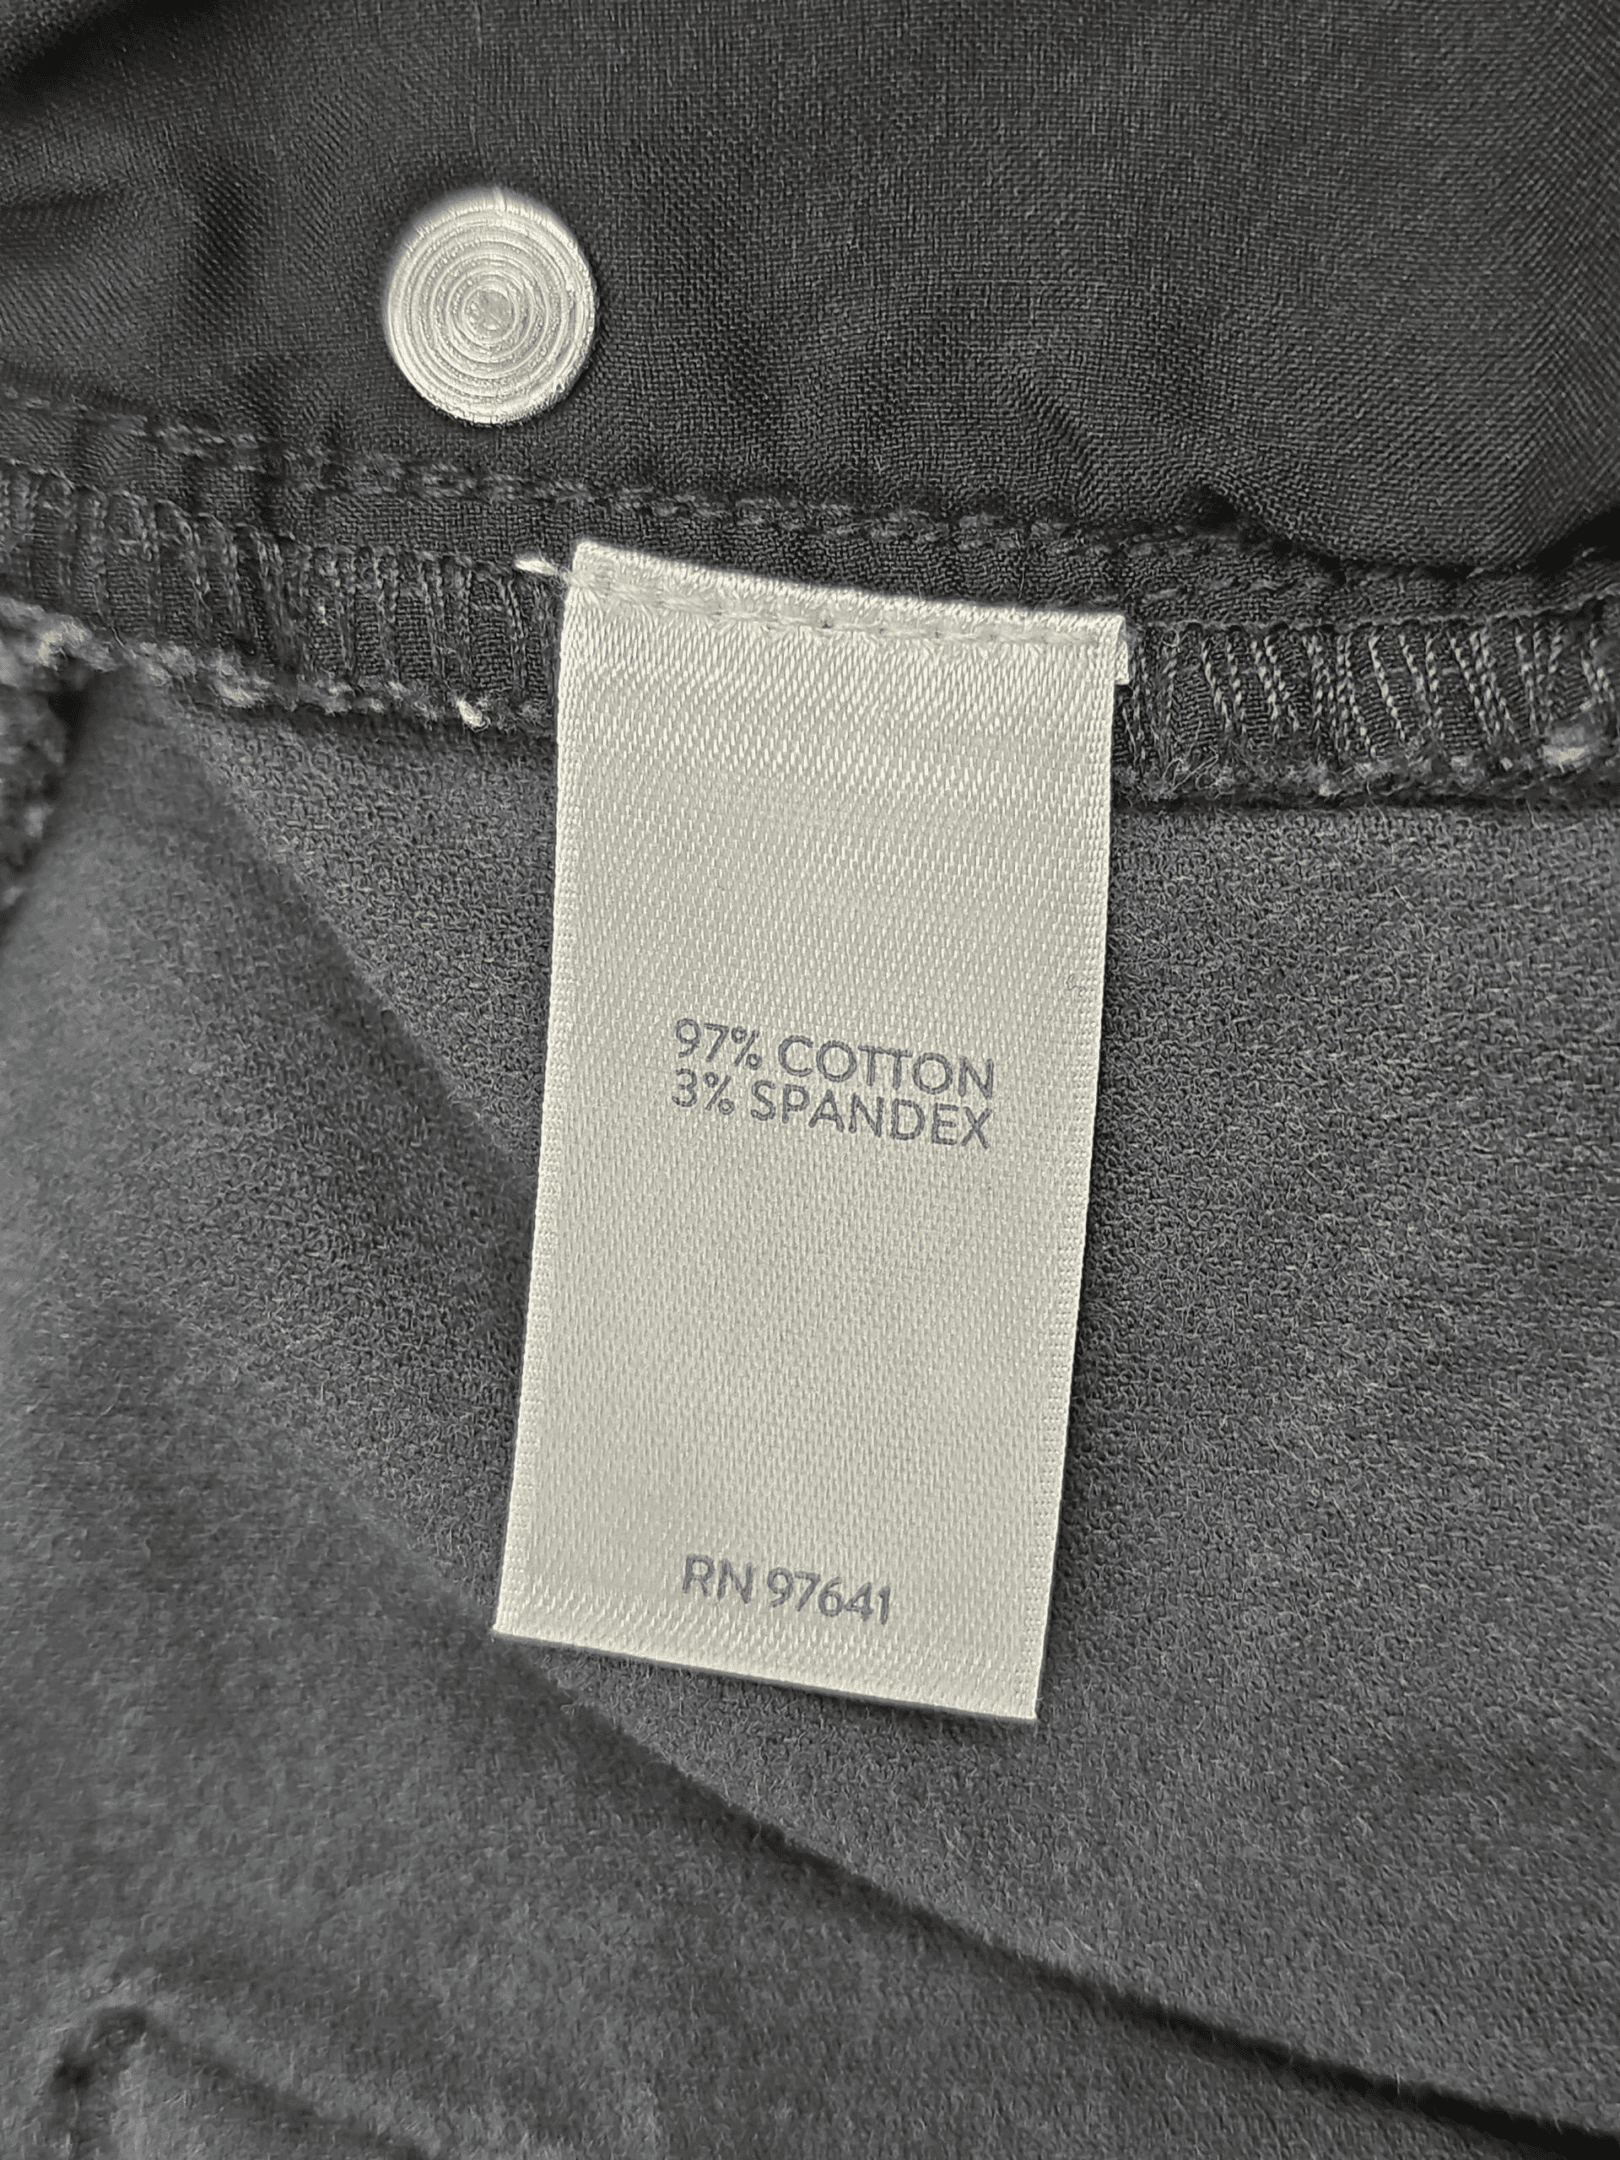 97% COTTON
3% SPANDEX
RN 97641